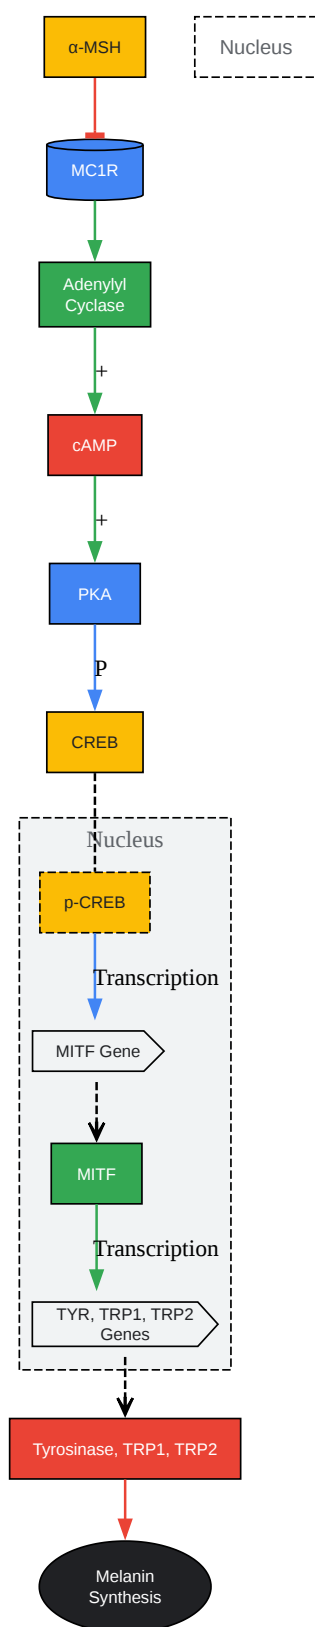 α-MSH
Nucleus
MC1R
Adenylyl
Cyclase
+
cAMP
+
PKA
P
CREB
Nucleus
p-CREB
Transcription
MITF Gene
MITF
Transcription
TYR, TRP1, TRP2
Genes
Tyrosinase, TRP1, TRP2
Melanin
Synthesis